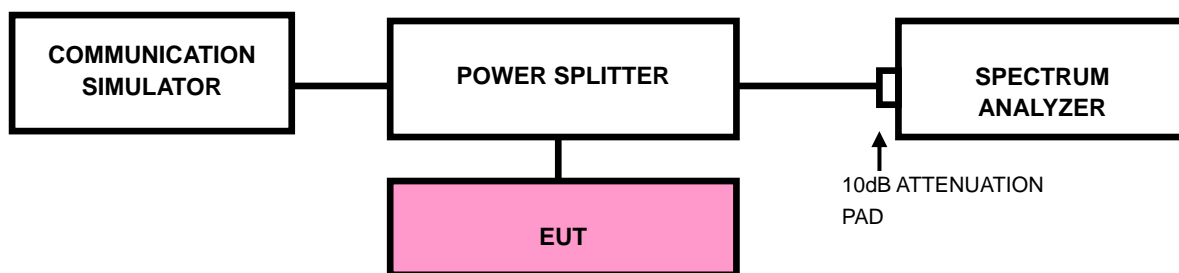 COMMUNICATION
SIMULATOR
POWER SPLITTER
SPECTRUM
ANALYZER
10dB ATTENUATION
PAD
EUT